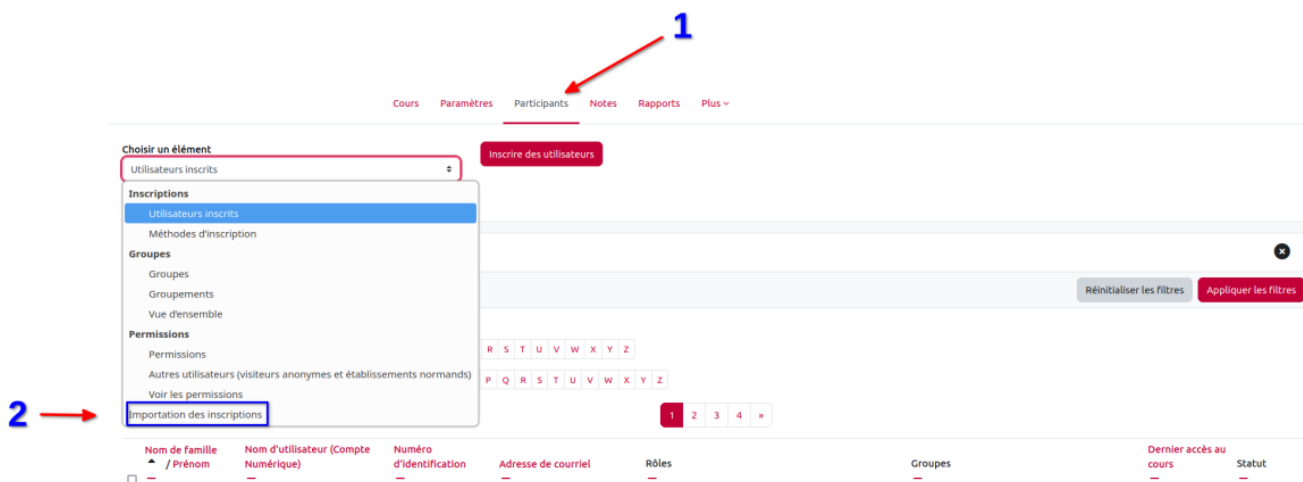 1
Cours Paramètres Participants Notes Rapports Plus
Choisir un élément
Utilisateurs inscrits
Inscrire des utilisateurs
Inscriptions
Utilisateurs inscrits
Méthodes d'inscription
Groupes
Groupes
Groupements
Vue d'ensemble
Réinitialiser les filtres Appliquer les filtres
Permissions
Permissions
R S T U V W X Y Z
Autres utilisateurs (visiteurs anonymes et établissements normands)
P Q R S T U V W X Y Z
Voir les permissions
2
Importation des inscriptions
1 2 3 4 »
Nom de famille / Prénom
Nom d'utilisateur (Compte Numérique)
Numéro d'identification
Adresse de courriel
Rôles
Groupes
Dernier accès au cours
Statut